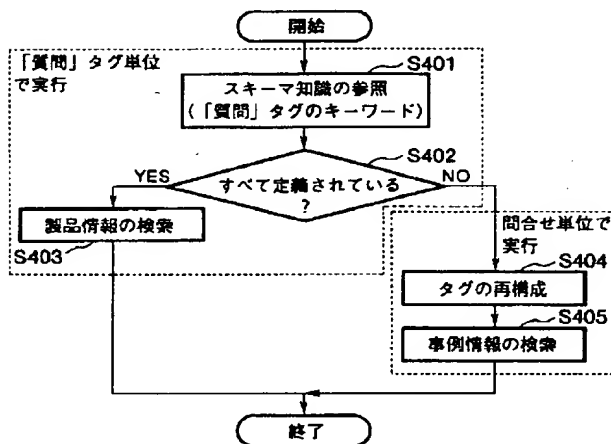 開始
「質問」タグ単位
で実行
S401
スキーマ知識の参照
(「質問」タグのキーワード)
S402
YES
すべて定義されている
?
NO
製品情報の検索
S403
問合せ単位で
実行
S404
タグの再構成
S405
事例情報の検索
終了